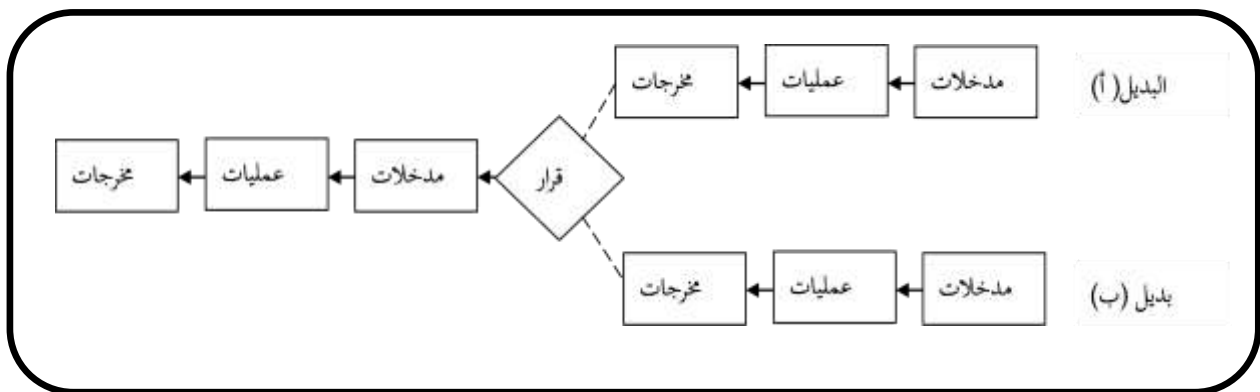 البديل( أ)
مدخلات
عمليات
مخرجات
قرار
مدخلات
عمليات
مخرجات
بديل (ب)
مدخلات
عمليات
مخرجات